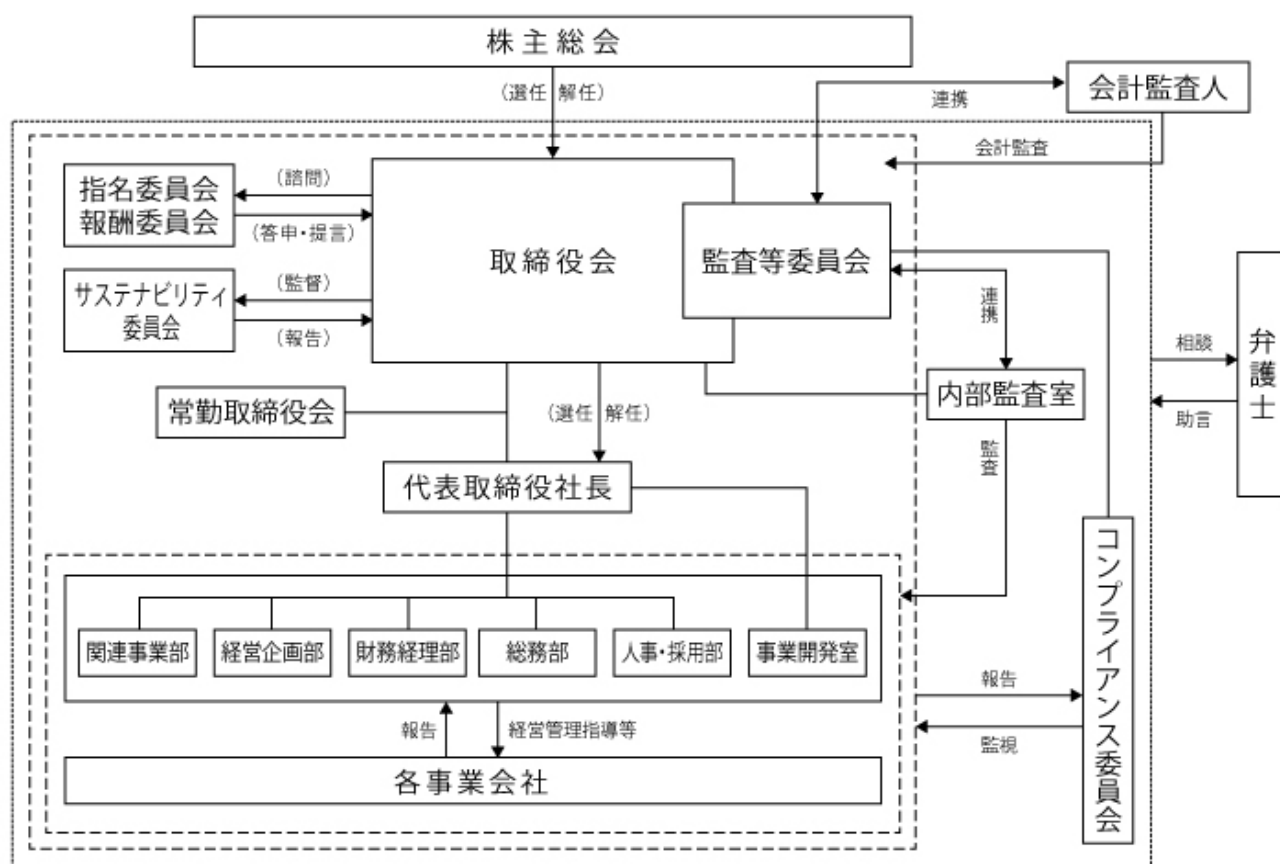 株主総会
（選任 解任）
連携
会計監査人
会計監査
指名委員会
報酬委員会
（諮問）
（答申・提言）
取締役会
監査等委員会
サステナビリティ
委員会
（監督）
（報告）
連携
相談
助言
弁護士
常勤取締役会
（選任 解任）
内部監査室
監査
代表取締役社長
コンプライアンス委員会
関連事業部
経営企画部
財務経理部
総務部
人事・採用部
事業開発室
報告
監視
報告
経営管理指導等
各事業会社